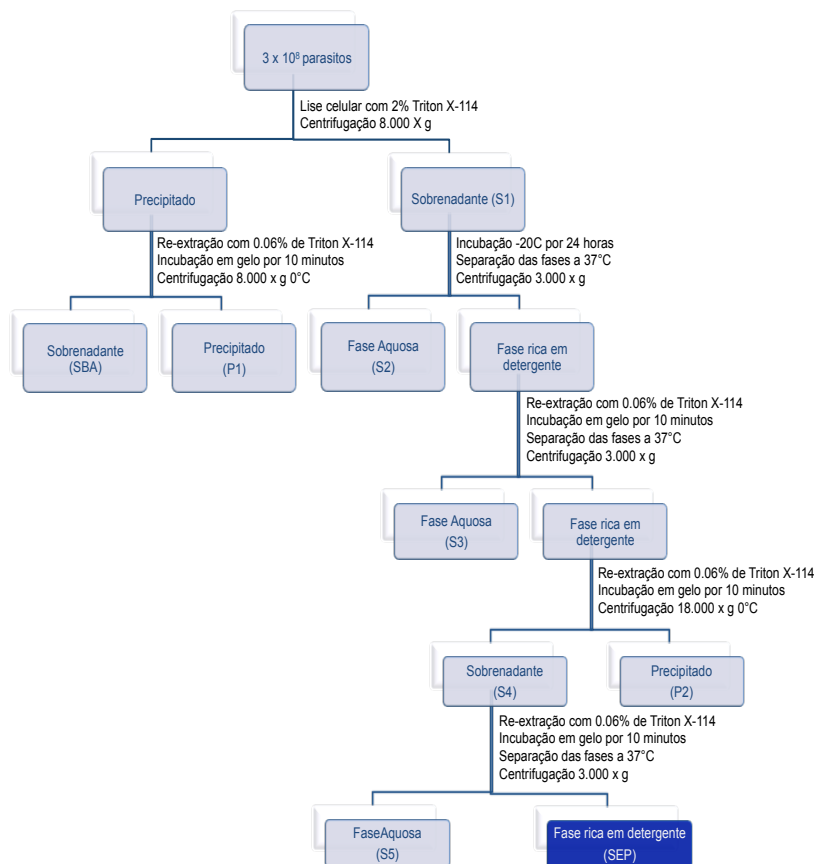 3 x 10⁸ parasitos
Lise celular com 2% Triton X-114
Centrifugação 8.000 X g
Precipitado
Sobrenadante (S1)
Re-extração com 0.06% de Triton X-114
Incubação em gelo por 10 minutos
Centrifugação 8.000 x g 0°C
Incubação -20C por 24 horas
Separação das fases a 37°C
Centrifugação 3.000 x g
Sobrenadante
(SBA)
Precipitado
(P1)
Fase Aquosa
(S2)
Fase rica em
detergente
Re-extração com 0.06% de Triton X-114
Incubação em gelo por 10 minutos
Separação das fases a 37°C
Centrifugação 3.000 x g
Fase Aquosa
(S3)
Fase rica em
detergente
Re-extração com 0.06% de Triton X-114
Incubação em gelo por 10 minutos
Centrifugação 18.000 x g 0°C
Sobrenadante
(S4)
Precipitado
(P2)
Re-extração com 0.06% de Triton X-114
Incubação em gelo por 10 minutos
Separação das fases a 37°C
Centrifugação 3.000 x g
FaseAquosa
(S5)
Fase rica em detergente
(SEP)